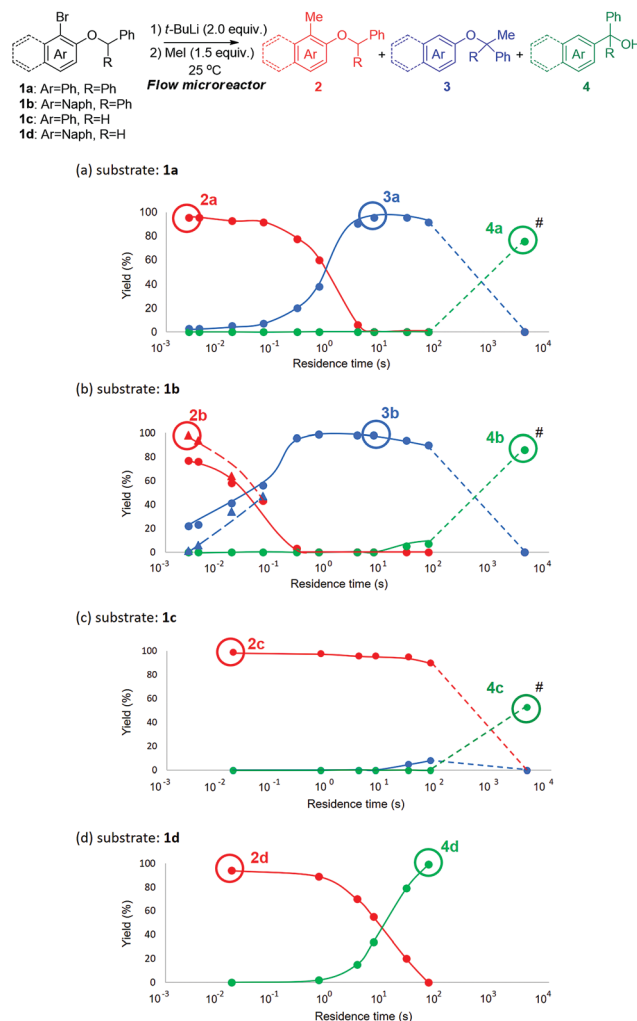 Br
Me
1) t-BuLi (2.0 equiv.)
2) MeI (1.5 equiv.)
25 ºC
Flow microreactor
Ar
O
Ph
R
Ar
O
Ph
R
+
Ar
O
Me
Ph
R
+
Ar
Ph
OH
R
2
3
4
1a: Ar=Ph, R=Ph
1b: Ar=Naph, R=Ph
1c: Ar=Ph, R=H
1d: Ar=Naph, R=H
(a) substrate: 1a
2a
3a
4a
#
100
80
60
40
20
0
Yield (%)
10-3 10-2 10-1 100 101 102 103 104
Residence time (s)
(b) substrate: 1b
2b
3b
4b
#
100
80
60
40
20
0
Yield (%)
10-3 10-2 10-1 100 101 102 103 104
Residence time (s)
(c) substrate: 1c
2c
4c
#
100
80
60
40
20
0
Yield (%)
10-3 10-2 10-1 100 101 102 103 104
Residence time (s)
(d) substrate: 1d
2d
4d
100
80
60
40
20
0
Yield (%)
10-3 10-2 10-1 100 101 102 103 104
Residence time (s)